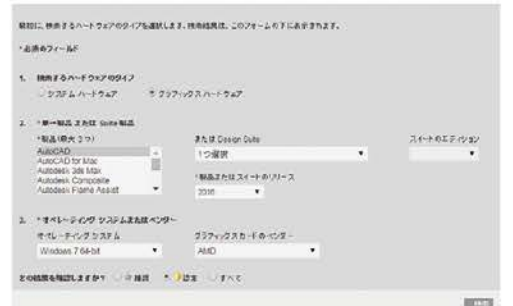 最初に、検索するハードウェアのタイプを選択します。検索結果は、このフォームの下に表示されます。
*必須のフィールド
1. 検索するハードウェアのタイプ
システム ハードウェア グラフィックス ハードウェア
2. *単一製品 または Suite 製品
*製品(最大 3 つ) または Design Suite スイートのエディション
AutoCAD
AutoCAD for Mac
Autodesk 3ds Max
Autodesk Composite
Autodesk Flame Assist
1つ選択
*製品またはスイートのリリース
2016
3. *オペレーティング システムまたはベンダー
オペレーティング システム グラフィックス カードのベンダー
Windows 7 64-bit AMD
どの結果を確認しますか? 推奨 認定 すべて
検索